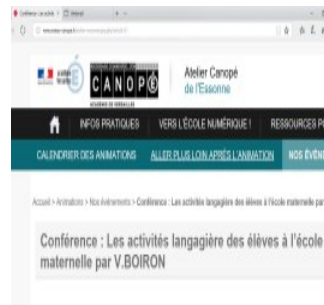 CANOPÉ
ACADÉMIE DE VERSAILLES
Atelier Canopé
de l'Essonne
INFOS PRATIQUES VERS L'ÉCOLE NUMÉRIQUE ! RESSOURCES
CALENDRIER DES ANIMATIONS ALLER PLUS LOIN APRÈS L'ANIMATION NOS ÉVÉN
Accueil > Animations > Nos événements > Conférence : Les activités langagière des élèves à l'école maternelle par
Conférence : Les activités langagière des élèves à l'école
maternelle par V.BOIRON